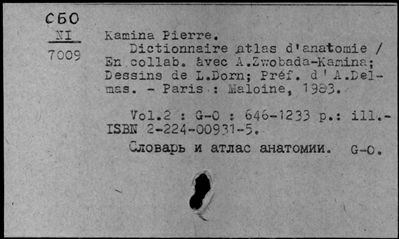 СБО
NI
7009
Kamina Pierre.
Dictionnaire atlas d'anatomie /
En collab. avec A.Zwobada-Kamina;
Dessins de L.Dorn; Préf. d'A.Del-
mas. - Paris : Maloine, 1983.
Vol.2 : G-O : 646-1233 p.: ill.-
ISBN 2-224-00931-5.
Словарь и атлас анатомии. G-O.